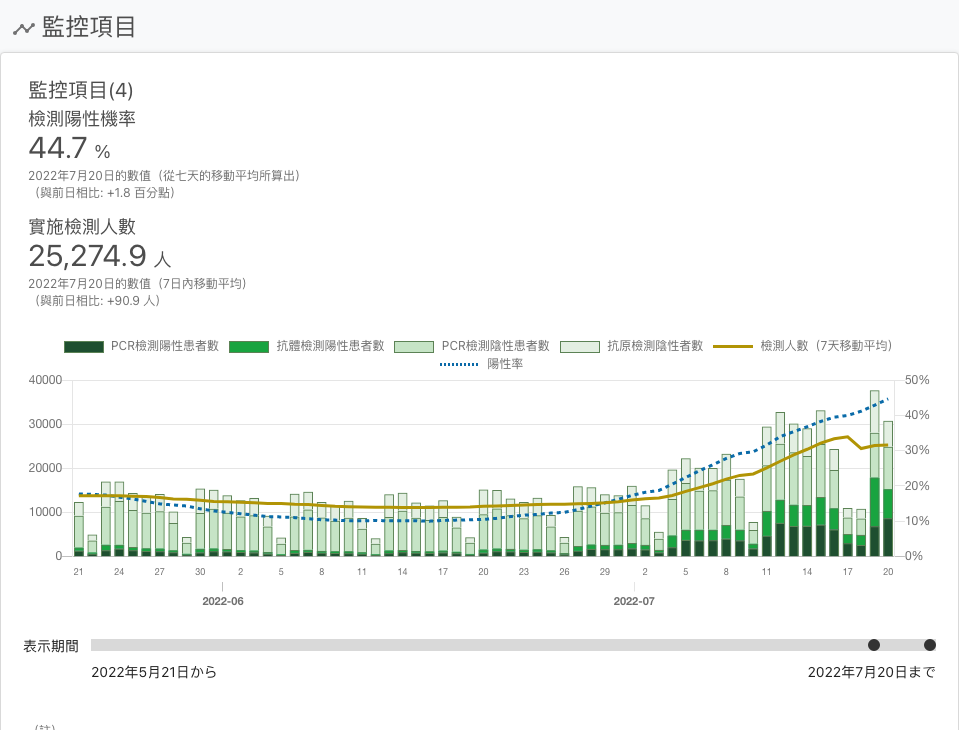 監控項目
監控項目(4)
檢測陽性機率
44.7 %
2022年7月20日的數值（從七天的移動平均所算出）
（與前日相比: +1.8 百分點）
實施檢測人數
25,274.9 人
2022年7月20日的數值（7日內移動平均）
（與前日相比: +90.9 人）
PCR檢測陽性患者數 抗體檢測陽性患者數 PCR檢測陰性患者數 抗原檢測陰性者數 檢測人數（7天移動平均）
陽性率
40000 50%
40%
30000
30%
20000
20%
10000
10%
0 0%
21 24 27 30 2 5 8 11 14 17 20 23 26 29 2 5 8 11 14 17 20
2022-06 2022-07
表示期間
2022年5月21日から 2022年7月20日まで
（註）